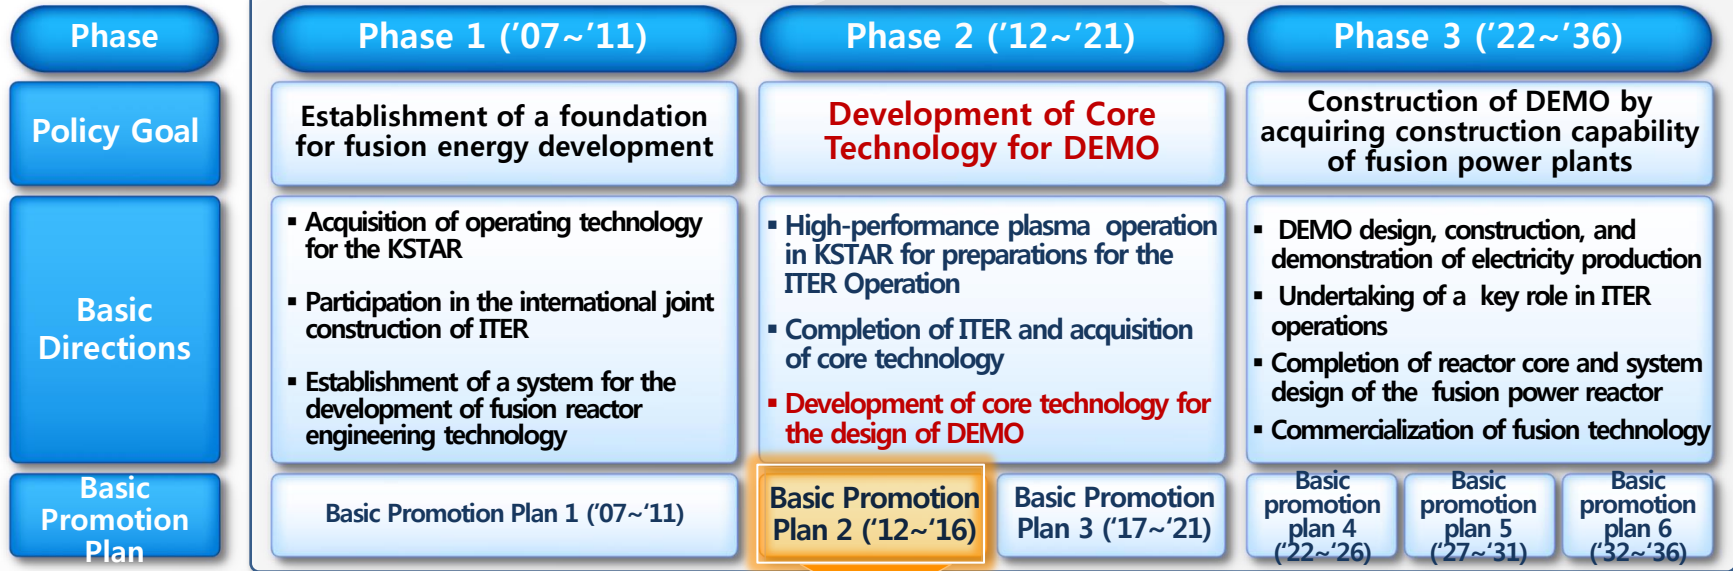 Phase
Phase 1 ('07~'11)
Phase 2 ('12~'21)
Phase 3 ('22~'36)
Policy Goal
Establishment of a foundation
for fusion energy development
Development of Core
Technology for DEMO
Construction of DEMO by
acquiring construction capability
of fusion power plants
Basic
Directions
▪ Acquisition of operating technology
for the KSTAR
▪ Participation in the international joint
construction of ITER
▪ Establishment of a system for the
development of fusion reactor
engineering technology
▪ High-performance plasma operation
in KSTAR for preparations for the
ITER Operation
▪ Completion of ITER and acquisition
of core technology
▪ Development of core technology for
the design of DEMO
▪ DEMO design, construction, and
demonstration of electricity production
▪ Undertaking of a key role in ITER
operations
▪ Completion of reactor core and system
design of the fusion power reactor
▪ Commercialization of fusion technology
Basic
Promotion
Plan
Basic Promotion Plan 1 ('07~'11)
Basic Promotion
Plan 2 ('12~'16)
Basic Promotion
Plan 3 ('17~'21)
Basic
promotion
plan 4
('22~'26)
Basic
promotion
plan 5
('27~'31)
Basic
promotion
plan 6
('32~'36)